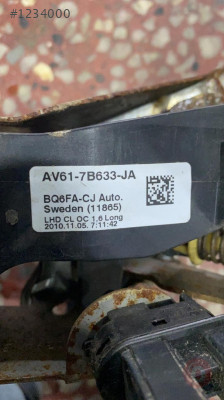 #1234000
AV61-7B633-JA
BQ6FA-CJ Auto.
Sweden (11865)
LHD CL OC 1.6 Long
2010.11.05. 7:11:42